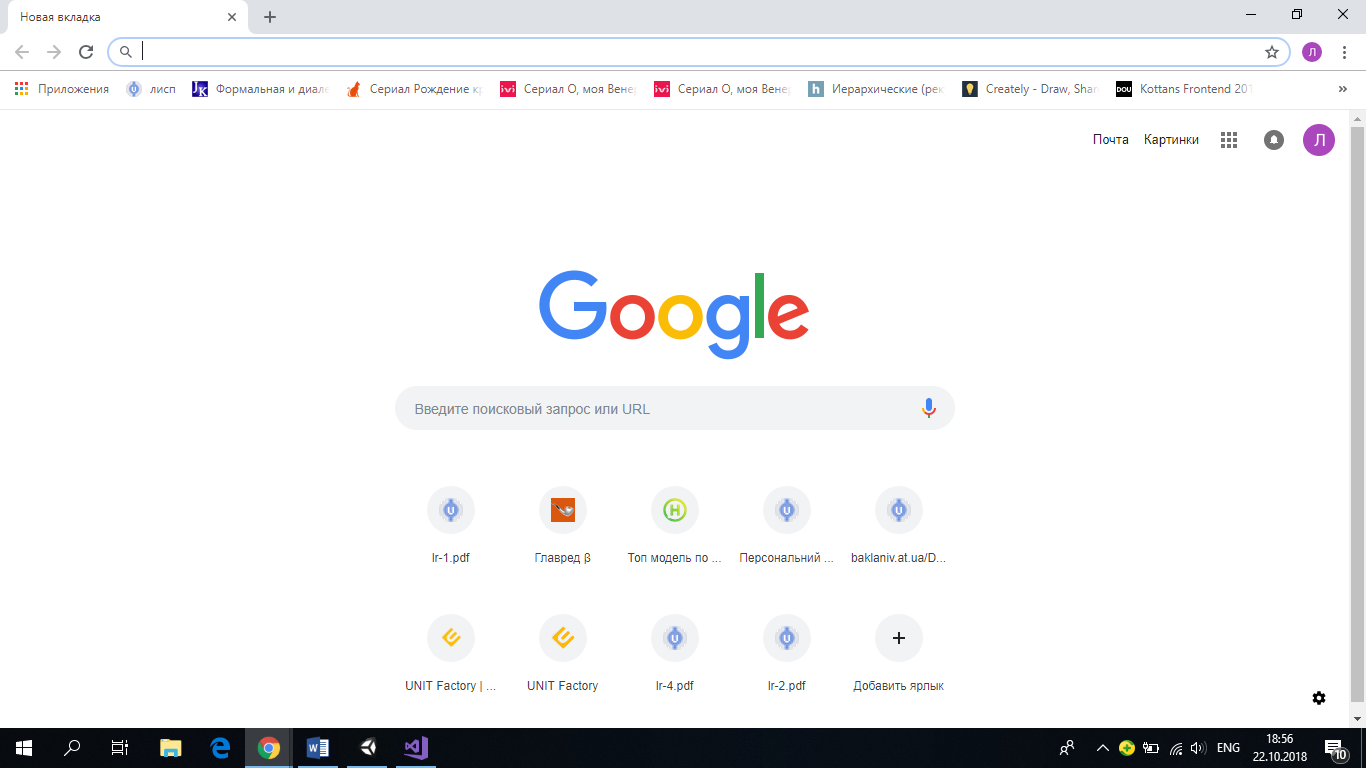 Новая вкладка
Приложения
лисп
Формальная и диале
Сериал Рождение кр
Сериал О, моя Венер
Сериал О, моя Венер
Иерархические (рек
Creately - Draw, Shar
DOU
Kottans Frontend 201
Почта
Картинки
Л
Google
Введите поисковый запрос или URL
lr-1.pdf
Главред β
Топ модель по ...
Персональний ...
baklaniv.at.ua/D...
UNIT Factory | ...
UNIT Factory
lr-4.pdf
lr-2.pdf
Добавить ярлык
ENG
18:56
22.10.2018
10